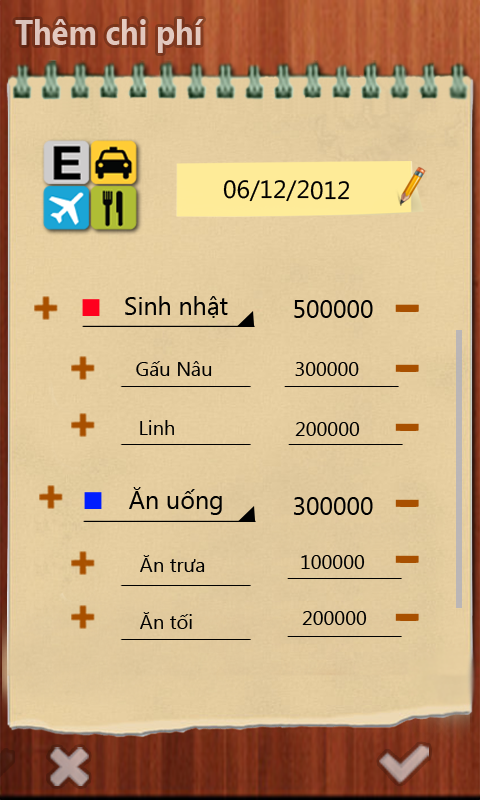 Thêm chi phí
E
06/12/2012
Sinh nhật 500000
Gấu Nâu 300000
Linh 200000
Ăn uống 300000
Ăn trưa 100000
Ăn tối 200000